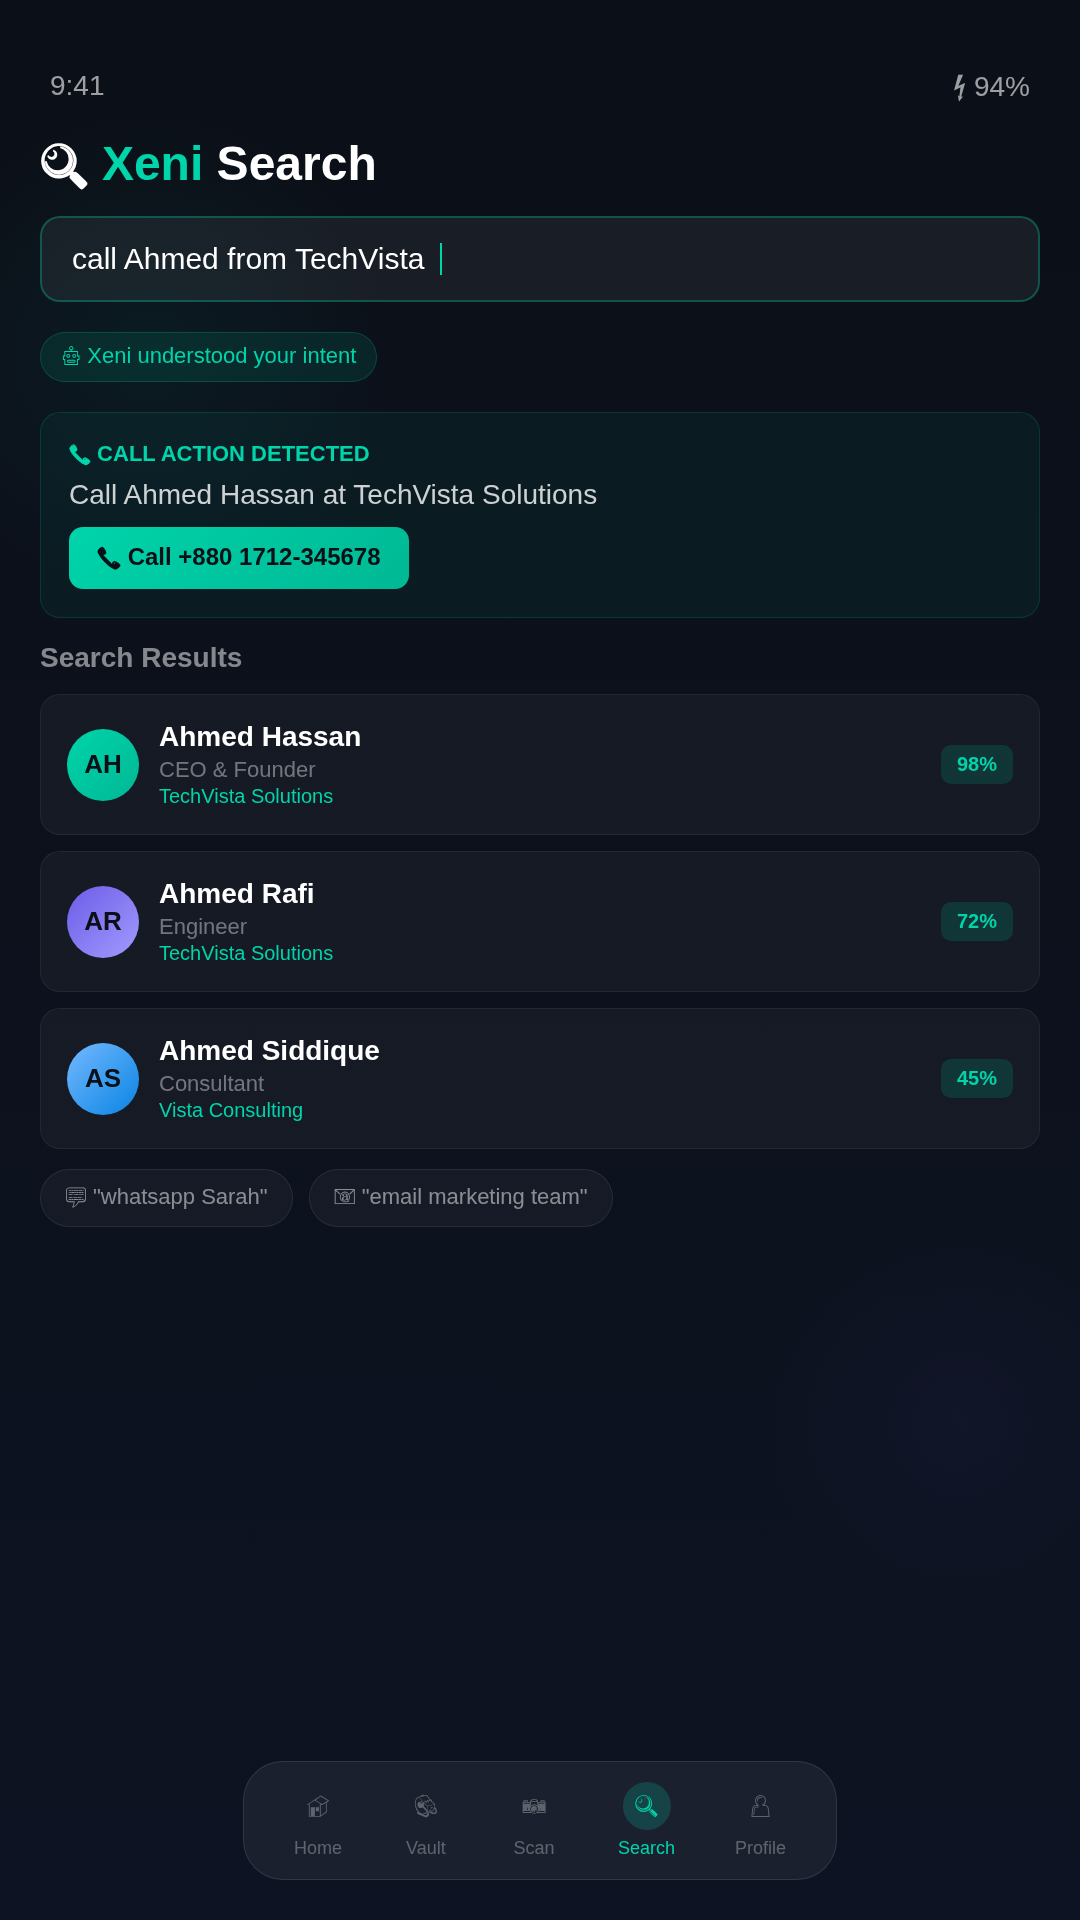 9:41
94%
Xeni Search
call Ahmed from TechVista
Xeni understood your intent
CALL ACTION DETECTED
Call Ahmed Hassan at TechVista Solutions
Call +880 1712-345678
Search Results
AH
Ahmed Hassan
CEO & Founder
TechVista Solutions
98%
AR
Ahmed Rafi
Engineer
TechVista Solutions
72%
AS
Ahmed Siddique
Consultant
Vista Consulting
45%
"whatsapp Sarah"
"email marketing team"
Home
Vault
Scan
Search
Profile